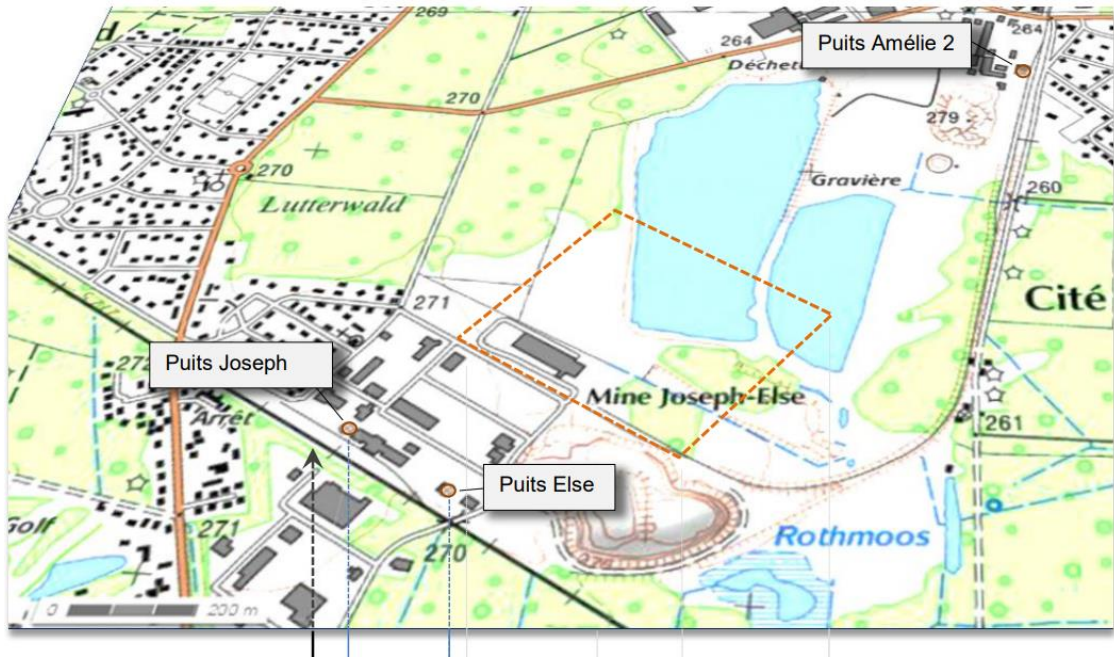 269
264
Puits Amélie 2
264
Déchet
270
279
270
Gravière
260
Lutterwald
271
Cité
272
Puits Joseph
Mine Joseph-Else
Arrêt
261
Puits Else
Rothmoos
Golf
271
270
0
200 m